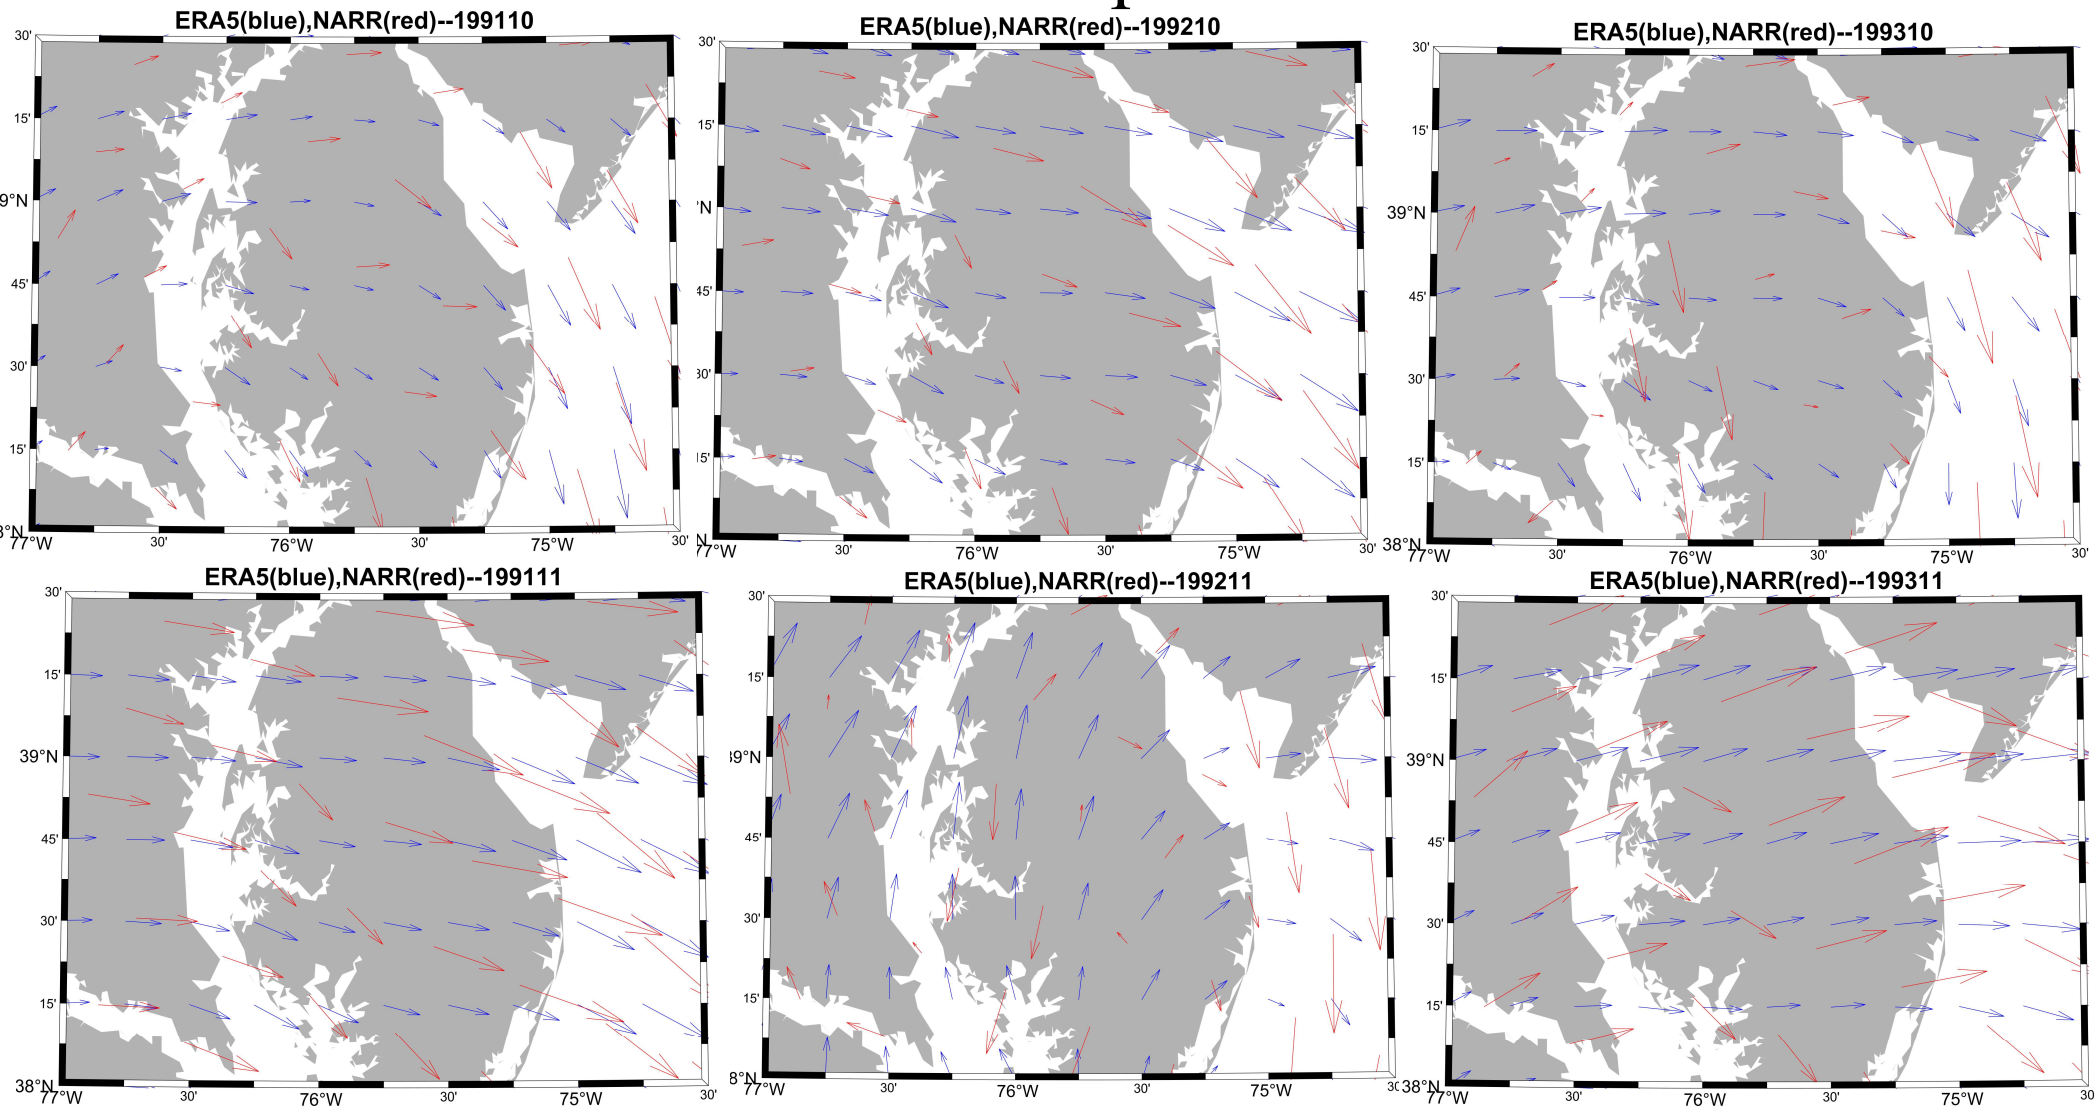 ERA5(blue),NARR(red)--199110
30'
15'
9°N
45'
30'
15'
8°N
77°W
30'
76°W
30'
75°W
30'
ERA5(blue),NARR(red)--199210
30'
15'
'N
45'
30'
15'
N
77°W
30'
76°W
30'
75°W
30'
ERA5(blue),NARR(red)--199310
30'
15'
39°N
45'
30'
15'
38°N
77°W
30'
76°W
30'
75°W
30'
ERA5(blue),NARR(red)--199111
30'
15'
39°N
45'
30'
15'
38°N
77°W
30'
76°W
30'
75°W
30'
ERA5(blue),NARR(red)--199211
30'
15'
39°N
45'
30'
15'
8°N
77°W
30'
76°W
30'
75°W
30
ERA5(blue),NARR(red)--199311
30'
15'
39°N
45'
30'
15'
38°N
77°W
30'
76°W
30'
75°W
30'